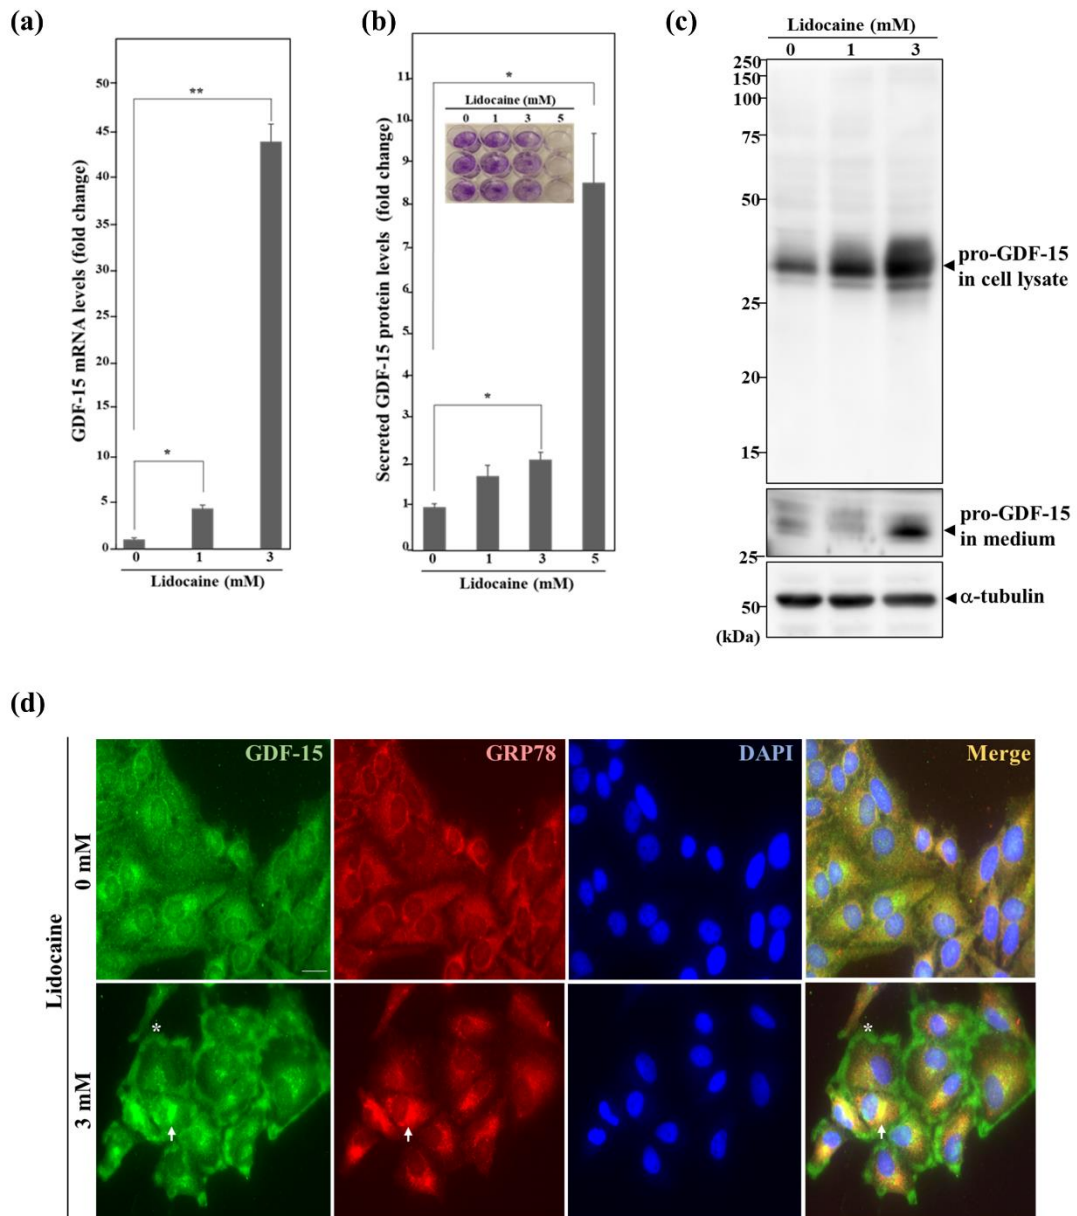 (a)
GDF-15 mRNA levels (fold change)
50
45
40
35
30
25
20
15
10
5
0
**
*
0 1 3
Lidocaine (mM)
(b)
Secreted GDF-15 protein levels (fold change)
11
10
9
8
7
6
5
4
3
2
1
0
*
Lidocaine (mM)
0 1 3 5
*
0 1 3 5
Lidocaine (mM)
(c)
Lidocaine (mM)
0 1 3
250
150
100
75
50
25
20
15
pro-GDF-15
in cell lysate
pro-GDF-15
in medium
25
α-tubulin
50
(kDa)
(d)
Lidocaine
GDF-15 GRP78 DAPI Merge
0 mM
3 mM
* *